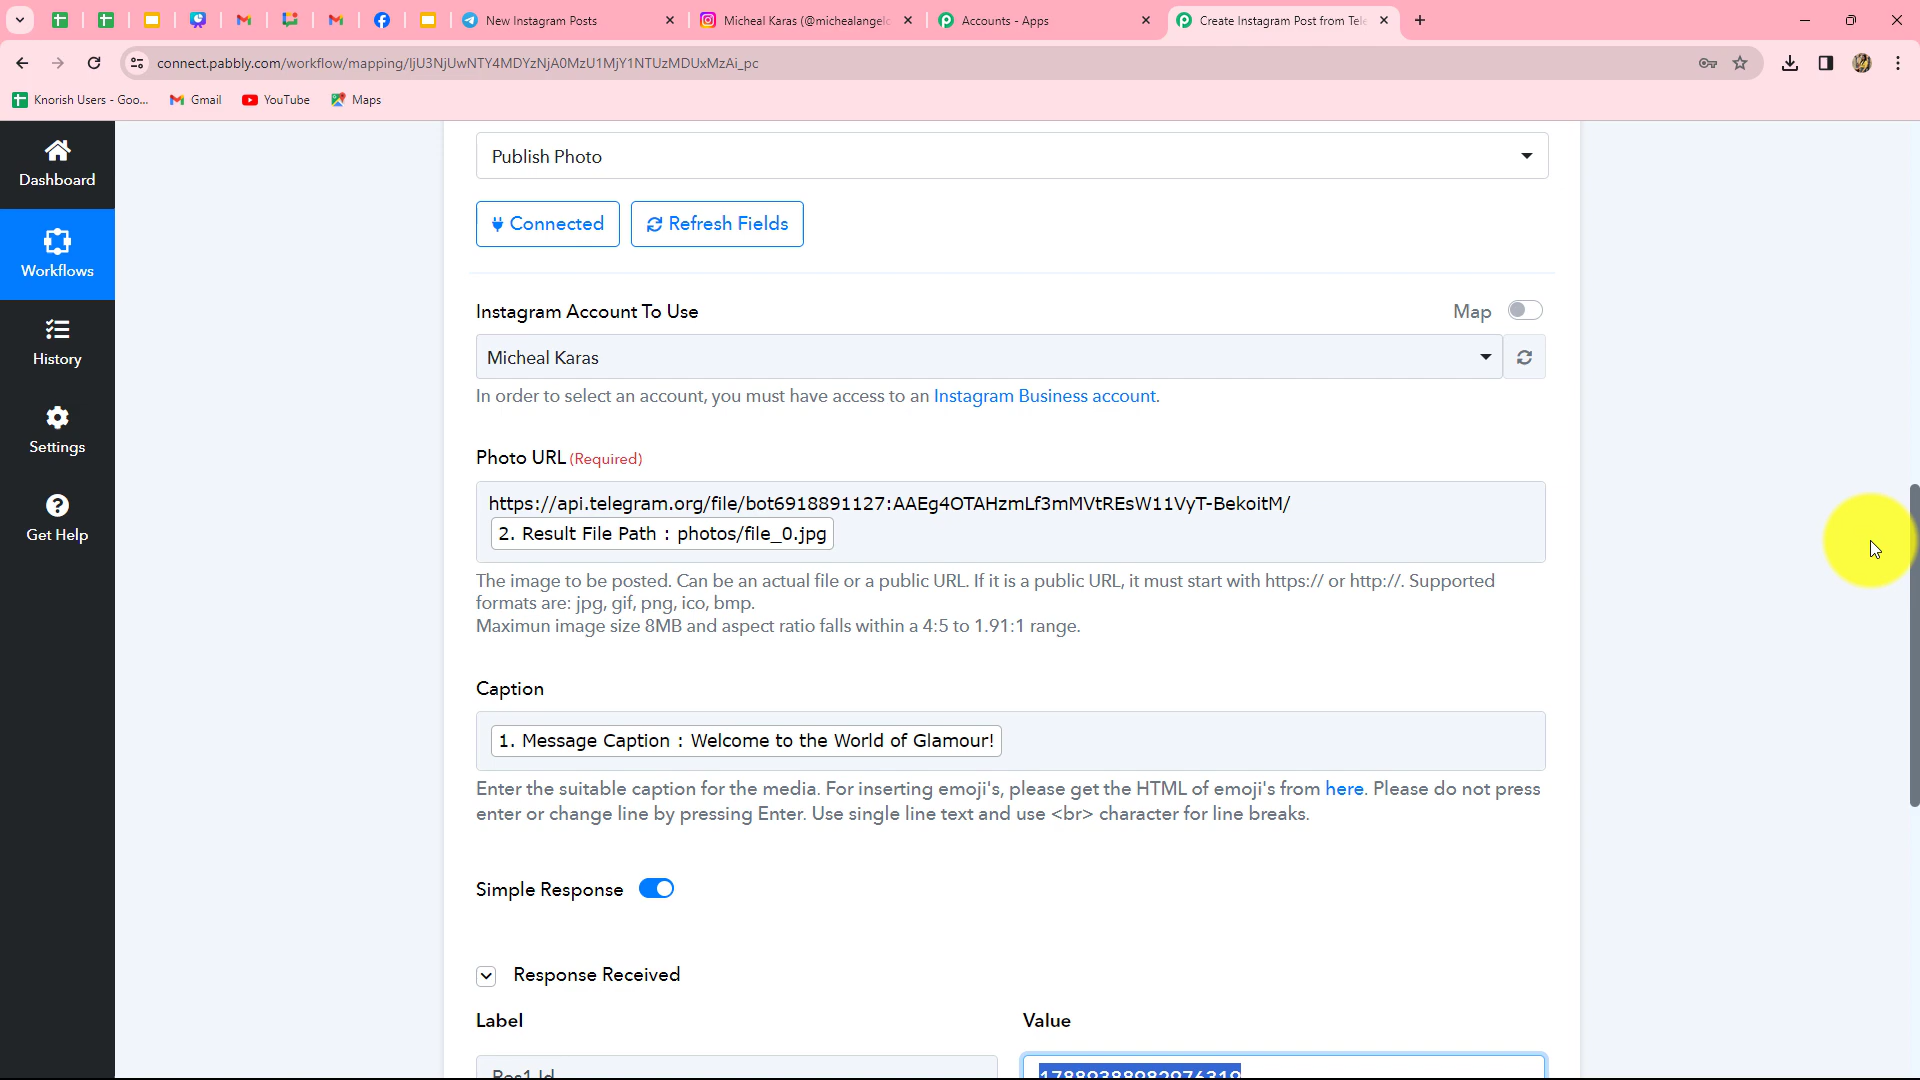 New Instagram Posts
Micheal Karas (@michealangelo
Accounts - Apps
Create Instagram Post from Tele
connect.pabbly.com/workflow/mapping/IjU3NjUwNTY4MDYzNjA0MzU1MjY1NTUzMDUxMzAi_pc
Knorish Users - Goo...
Gmail
YouTube
Maps
Dashboard
Workflows
History
Settings
Get Help
Publish Photo
Connected
Refresh Fields
Instagram Account To Use
Map
Micheal Karas
In order to select an account, you must have access to an Instagram Business account.
Photo URL (Required)
https://api.telegram.org/file/bot6918891127:AAEg4OTAHzmLf3mMVtREsW11VyT-BekoitM/
2. Result File Path : photos/file_0.jpg
The image to be posted. Can be an actual file or a public URL. If it is a public URL, it must start with https:// or http://. Supported
formats are: jpg, gif, png, ico, bmp.
Maximun image size 8MB and aspect ratio falls within a 4:5 to 1.91:1 range.
Caption
1. Message Caption : Welcome to the World of Glamour!
Enter the suitable caption for the media. For inserting emoji's, please get the HTML of emoji's from here. Please do not press
enter or change line by pressing Enter. Use single line text and use <br> character for line breaks.
Simple Response
Response Received
Label
Value
Res1 Id
17889388982976319